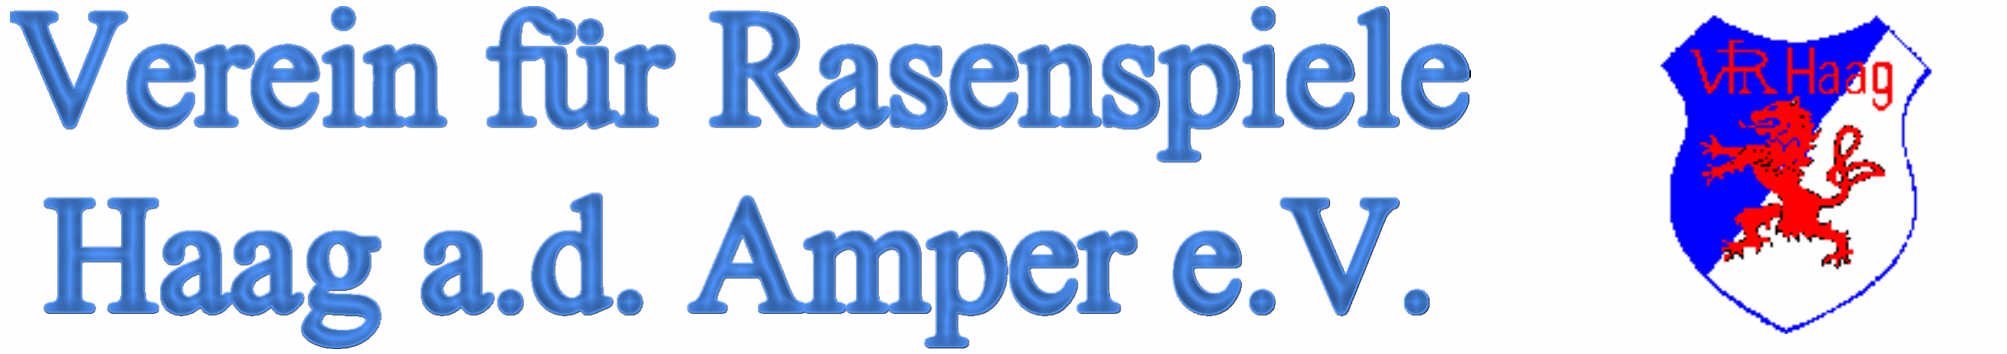 Verein für Rasenspiele
Haag a.d. Amper e.V.
VfR Haag